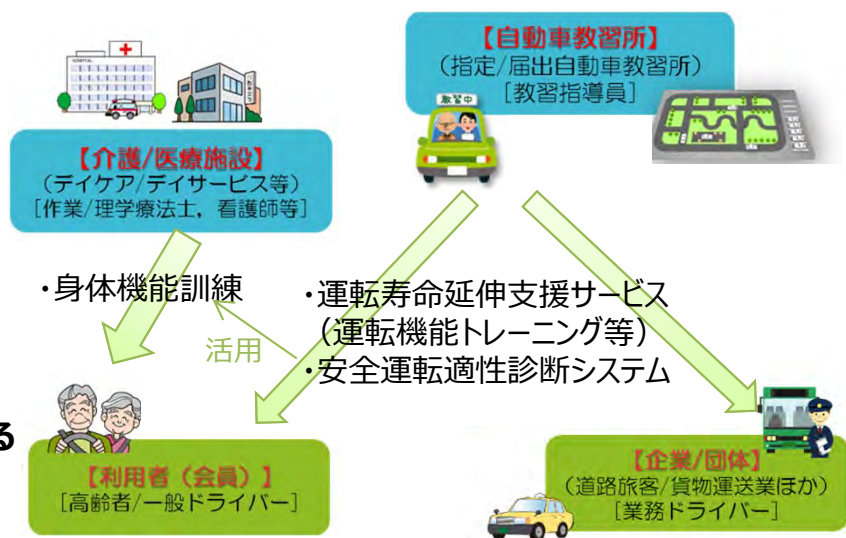 HOSPITAL
【自動車教習所】
（指定/届出自動車教習所）
［教習指導員］
教習中
【介護/医療施設】
（デイケア/デイサービス等）
［作業/理学療法士，看護師等］
・身体機能訓練
・運転寿命延伸支援サービス
（運転機能トレーニング等）
活用
・安全運転適性診断システム
る
【利用者（会員）】
［高齢者/一般ドライバー］
【企業/団体】
（道路旅客/貨物運送業ほか）
［業務ドライバー］